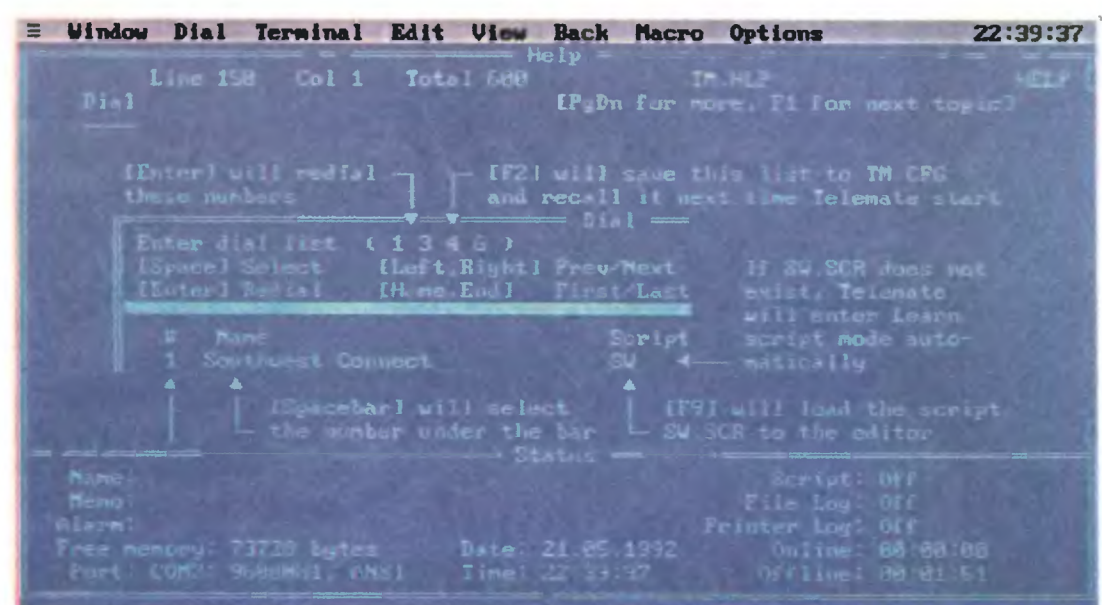 ≡ Window Dial Terminal Edit View Back Macro Options 22:39:37
Help
Line 150 Col 1 Total 600 TM.HLP HELP
Dial [PgDn for more, F1 for next topic]
[Enter] will redial [F2] will save this list to TM.CFG
these numbers and recall it next time Telemate start
Dial
Enter dial list ( 1 3 4 6 )
[Space] Select [Left,Right] Prev/Next If SW.SCR does not
[Enter] Redial [Home,End] First/Last exist, Telemate
will enter Learn
# Name Script script mode auto-
1 Southwest Connect SW matically
[Spacebar] will select [F9] will load the script
the number under the bar SW.SCR to the editor
Status
Name: Script: Off
Memo: File Log: Off
Alarm: Printer Log: Off
Free memory: bytes Date: 21.05.1992 Online: 00:00:00
Port: COM2: Time: 22:39:37 Offline: 00:01:51